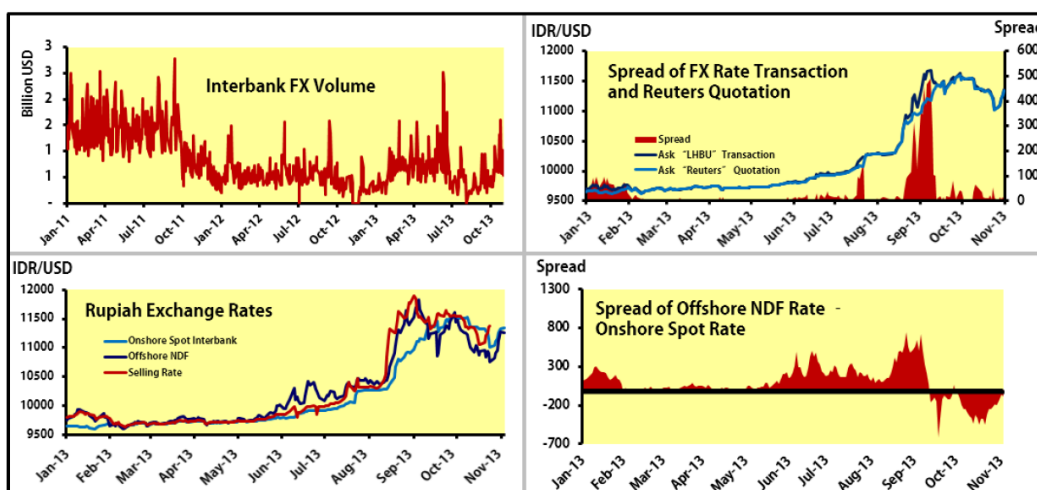 Billion USD
Interbank FX Volume
3
3
2
2
1
1
-
Jan-11 Apr-11 Jul-11 Oct-11 Jan-12 Apr-12 Jul-12 Oct-12 Jan-13 Apr-13 Jul-13 Oct-13
IDR/USD Spread
Spread of FX Rate Transaction
and Reuters Quotation
Spread
Ask "LHBU" Transaction
Ask "Reuters" Quotation
12000
11500
11000
10500
10000
9500
600
500
400
300
200
100
0
Jan-13 Feb-13 Mar-13 Apr-13 May-13 Jun-13 Jul-13 Aug-13 Sep-13 Oct-13 Nov-13
IDR/USD
Rupiah Exchange Rates
Onshore Spot Interbank
Offshore NDF
Selling Rate
12000
11500
11000
10500
10000
9500
Jan-13 Feb-13 Mar-13 Apr-13 May-13 Jun-13 Jul-13 Aug-13 Sep-13 Oct-13 Nov-13
Spread
Spread of Offshore NDF Rate -
Onshore Spot Rate
1300
800
300
-200
-700
Jan-13 Feb-13 Mar-13 Apr-13 May-13 Jun-13 Jul-13 Aug-13 Sep-13 Oct-13 Nov-13